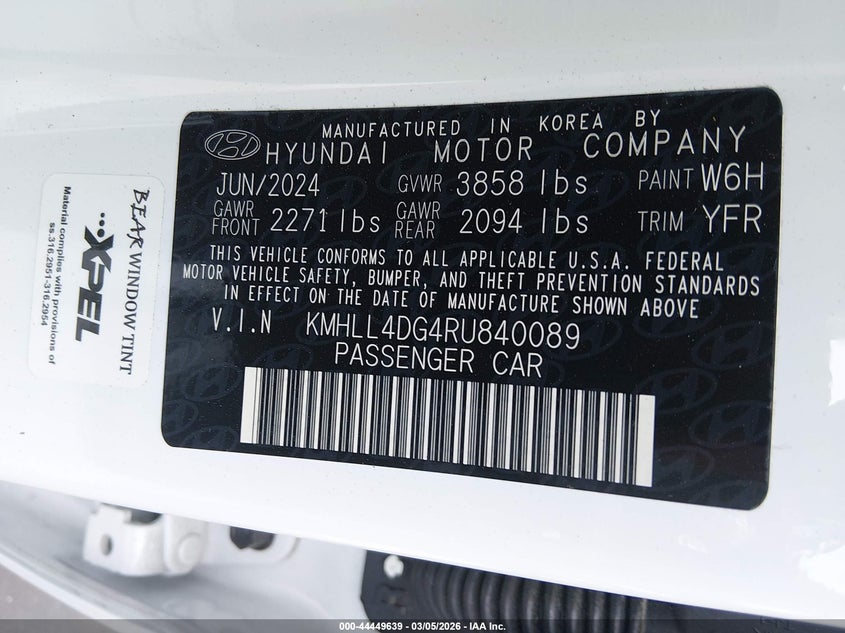 MANUFACTURED IN KOREA BY
HYUNDAI MOTOR COMPANY
JUN/2024 GVWR 3858 lbs PAINT W6H
GAWR FRONT 2271 lbs GAWR REAR 2094 lbs TRIM YFR
THIS VEHICLE CONFORMS TO ALL APPLICABLE U.S.A. FEDERAL
MOTOR VEHICLE SAFETY, BUMPER, AND THEFT PREVENTION STANDARDS
IN EFFECT ON THE DATE OF MANUFACTURE SHOWN ABOVE
V.I.N KMHLL4DG4RU840089
PASSENGER CAR
BEAR WINDOW TINT
XPEL
Material complies with provisions of
ss.316.2951-316.2954
000-44449639 - 03/05/2026 - IAA Inc.